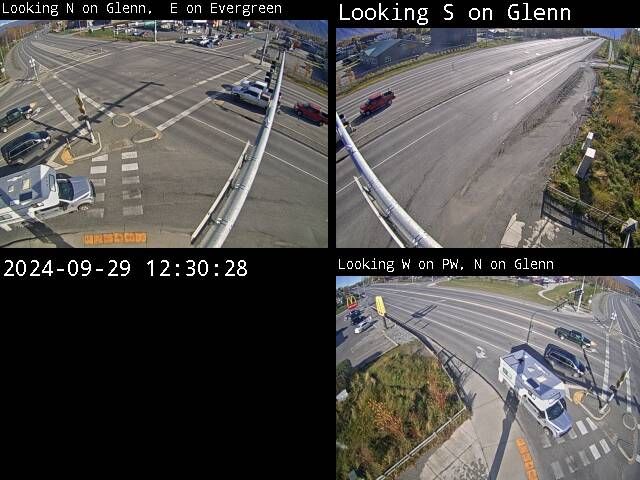 Looking N on Glenn, E on Evergreen
Looking S on Glenn
2024-09-29 12:30:28
Looking W on PW, N on Glenn